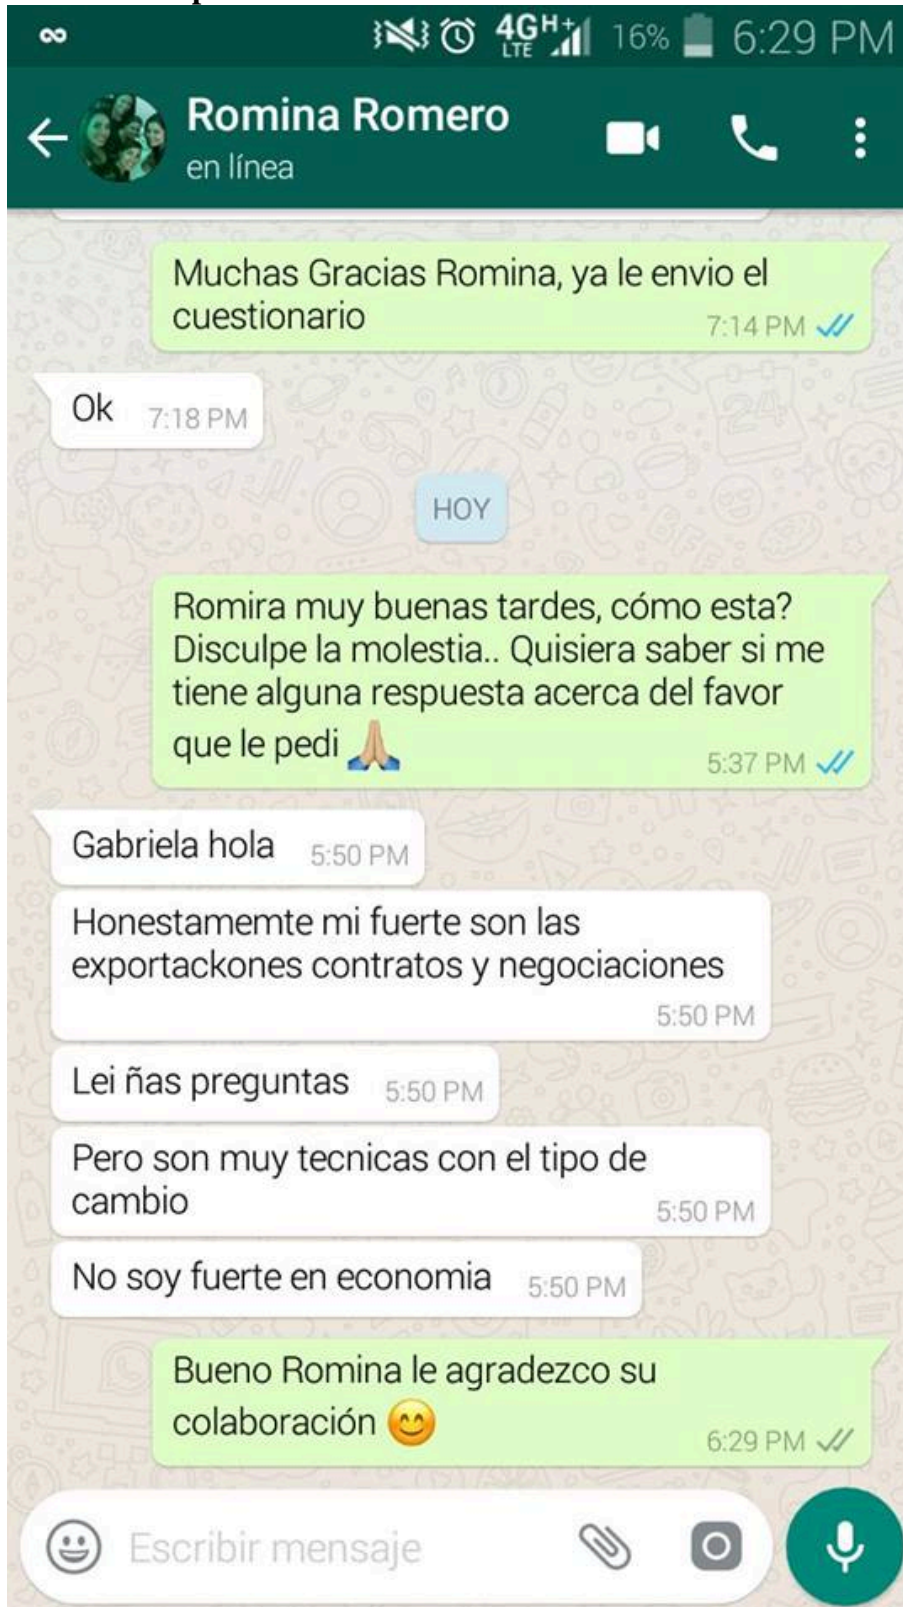 4G H+
LTE
16%
6:29 PM
Romina Romero
en línea
Muchas Gracias Romina, ya le envio el
cuestionario
7:14 PM
Ok 7:18 PM
HOY
Romira muy buenas tardes, cómo esta?
Disculpe la molestia.. Quisiera saber si me
tiene alguna respuesta acerca del favor
que le pedi 🙏🏼
5:37 PM
Gabriela hola 5:50 PM
Honestamemte mi fuerte son las
exportackones contratos y negociaciones
5:50 PM
Lei ñas preguntas 5:50 PM
Pero son muy tecnicas con el tipo de
cambio 5:50 PM
No soy fuerte en economia 5:50 PM
Bueno Romina le agradezco su
colaboración 😊
6:29 PM
Escribir mensaje